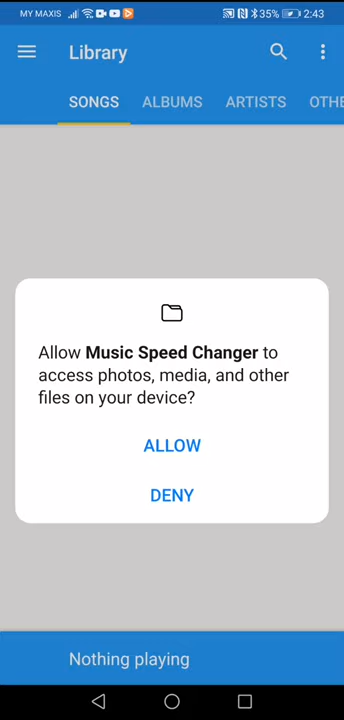 MY MAXIS 35% 2:43
Library
SONGS ALBUMS ARTISTS OTHE
Allow Music Speed Changer to
access photos, media, and other
files on your device?
ALLOW
DENY
Nothing playing